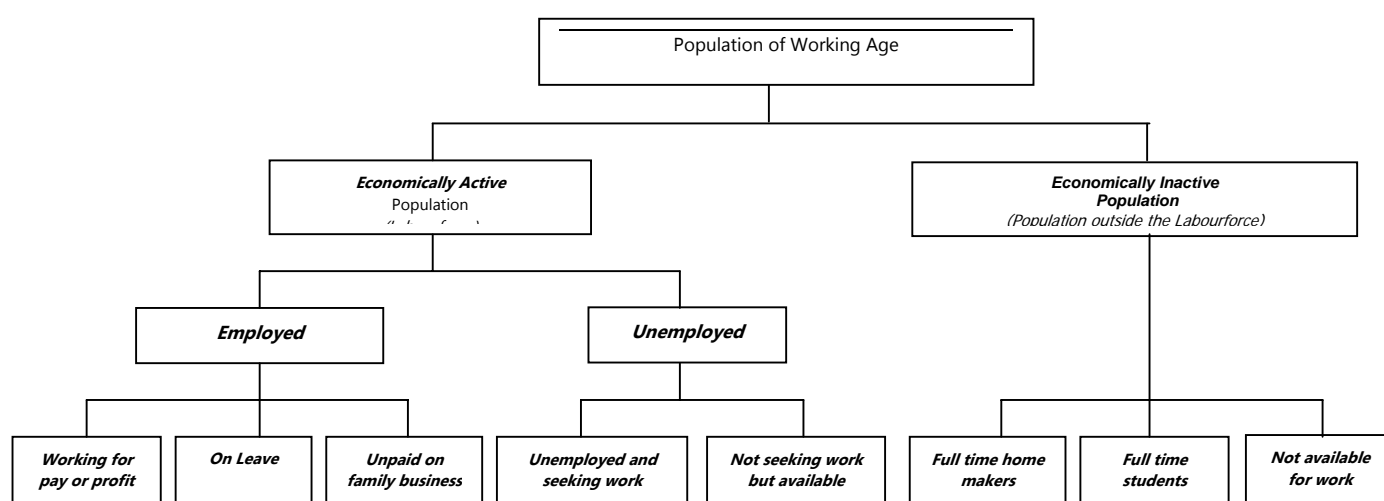 Population of Working Age
Economically Active
Population
Economically Inactive
Population
(Population outside the Labourforce)
Employed
Unemployed
Working for
pay or profit
On Leave
Unpaid on
family business
Unemployed and
seeking work
Not seeking work
but available
Full time home
makers
Full time
students
Not available
for work